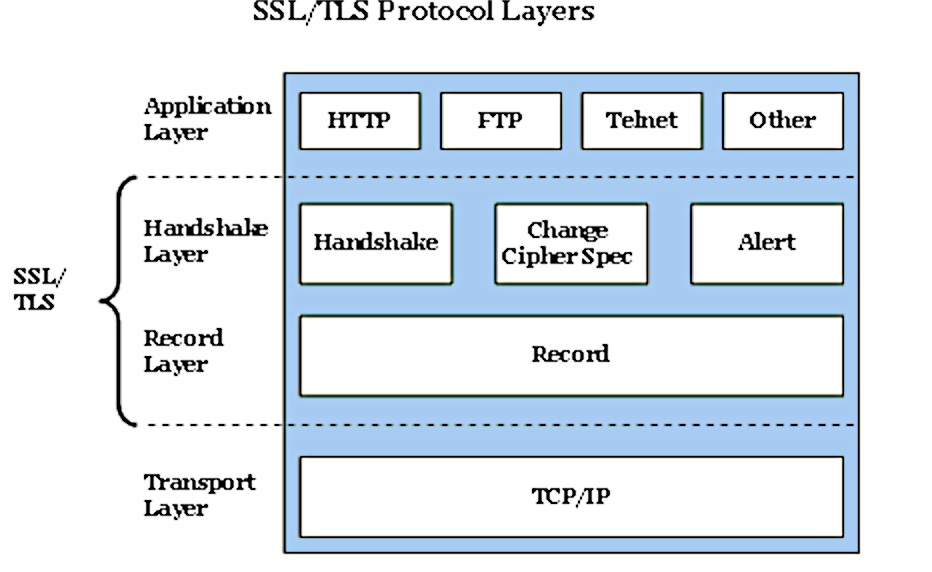 SSL/TLS Protocol Layers
Application
Layer
HTTP
FTP
Telnet
Other
SSL/
TLS
Handshake
Layer
Handshake
Change
Cipher Spec
Alert
Record
Layer
Record
Transport
Layer
TCP/IP